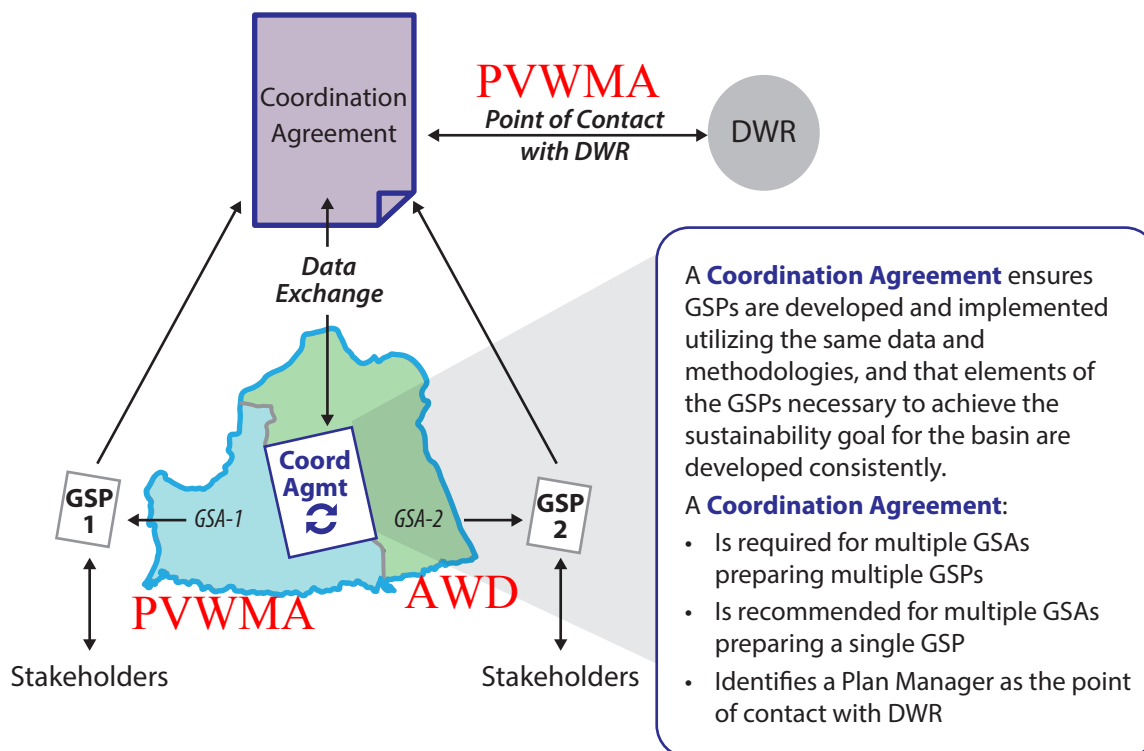 Coordination
Agreement
PVWMA
Point of Contact
with DWR
DWR
Data
Exchange
Coord
Agmt
GSP
1
GSA-1
GSA-2
GSP
2
PVWMA
AWD
Stakeholders
Stakeholders
A Coordination Agreement ensures
GSPs are developed and implemented
utilizing the same data and
methodologies, and that elements of
the GSPs necessary to achieve the
sustainability goal for the basin are
developed consistently.
A Coordination Agreement:
• Is required for multiple GSAs
preparing multiple GSPs
• Is recommended for multiple GSAs
preparing a single GSP
• Identifies a Plan Manager as the point
of contact with DWR